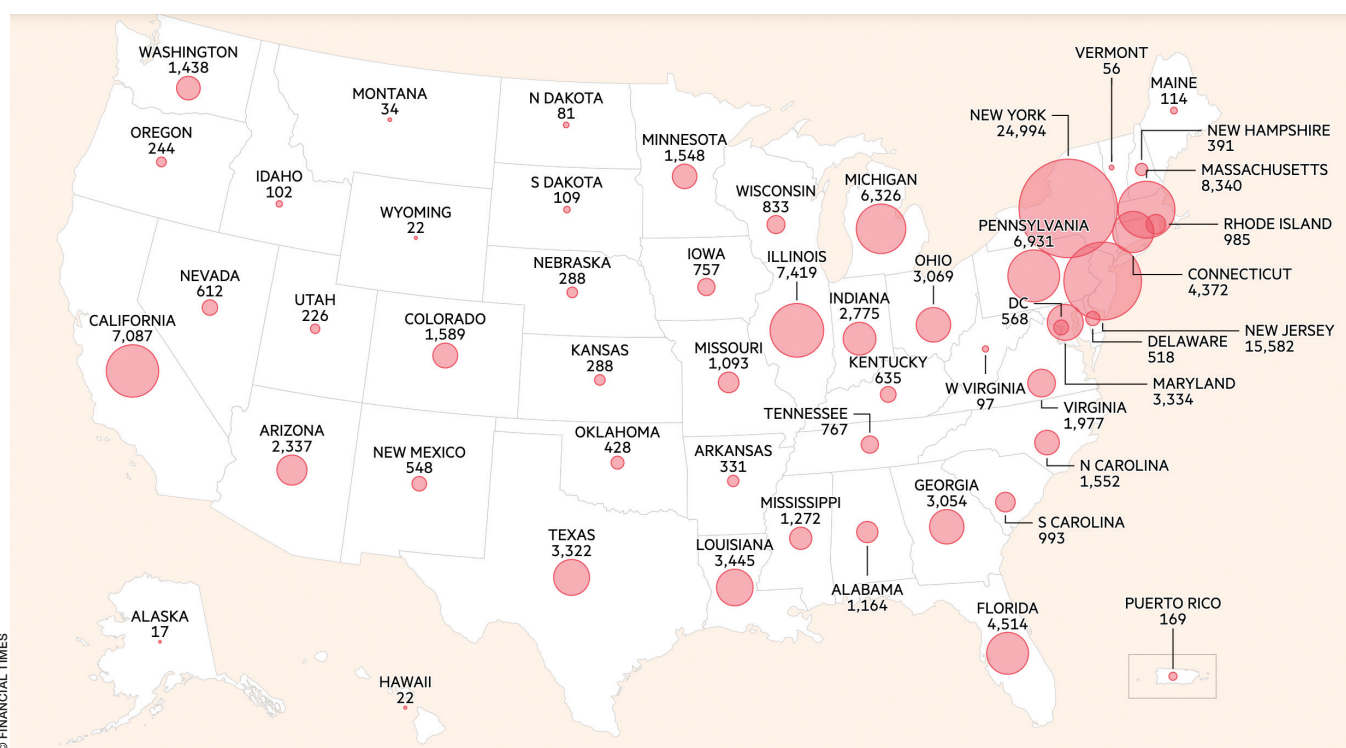 WASHINGTON
1,438
OREGON
244
MONTANA
34
IDAHO
102
WYOMING
22
N DAKOTA
81
S DAKOTA
109
NEBRASKA
288
MINNESOTA
1,548
WISCONSIN
833
IOWA
757
MICHIGAN
6,326
ILLINOIS
7,419
INDIANA
2,775
OHIO
3,069
VERMONT
56
MAINE
114
NEW YORK
24,994
NEW HAMPSHIRE
391
MASSACHUSETTS
8,340
RHODE ISLAND
985
CONNECTICUT
4,372
PENNSYLVANIA
6,931
NEW JERSEY
15,582
DC
568
DELAWARE
518
MARYLAND
3,334
NEVADA
612
CALIFORNIA
7,087
UTAH
226
COLORADO
1,589
KANSAS
288
MISSOURI
1,093
KENTUCKY
635
W VIRGINIA
97
VIRGINIA
1,977
TENNESSEE
767
N CAROLINA
1,552
S CAROLINA
993
ARIZONA
2,337
NEW MEXICO
548
OKLAHOMA
428
ARKANSAS
331
TEXAS
3,322
LOUISIANA
3,445
MISSISSIPPI
1,272
ALABAMA
1,164
GEORGIA
3,054
FLORIDA
4,514
PUERTO RICO
169
ALASKA
17
HAWAII
22
© FINANCIAL TIMES